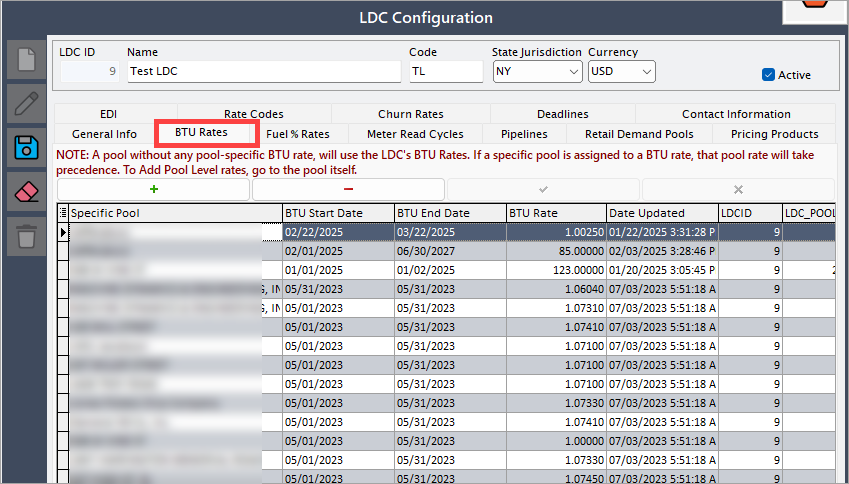 LDC Configuration
LDC ID Name Code State Jurisdiction Currency
9 Test LDC TL NY USD Active
EDI Rate Codes Churn Rates Deadlines Contact Information
General Info BTU Rates Fuel % Rates Meter Read Cycles Pipelines Retail Demand Pools Pricing Products
NOTE: A pool without any pool-specific BTU rate, will use the LDC's BTU Rates. If a specific pool is assigned to a BTU rate, that pool rate will take
precedence. To Add Pool Level rates, go to the pool itself.
Specific Pool BTU Start Date BTU End Date BTU Rate Date Updated LDCID LDC_POOL
02/22/2025 03/22/2025 1.00250 01/22/2025 3:31:28 P 9
02/01/2025 06/30/2027 85.00000 02/03/2025 3:28:46 P 9
01/01/2025 01/02/2025 123.00000 01/20/2025 3:05:45 P 9 2
, IN 05/31/2023 05/31/2023 1.06040 07/03/2023 5:51:18 A 9
, IN 05/01/2023 05/31/2023 1.07310 07/03/2023 5:51:18 A 9
05/01/2023 05/31/2023 1.07410 07/03/2023 5:51:18 A 9
05/01/2023 05/31/2023 1.07100 07/03/2023 5:51:18 A 9
05/01/2023 05/31/2023 1.07100 07/03/2023 5:51:18 A 9
05/01/2023 05/31/2023 1.07100 07/03/2023 5:51:18 A 9
05/01/2023 05/31/2023 1.07330 07/03/2023 5:51:18 A 9
05/01/2023 05/31/2023 1.07410 07/03/2023 5:51:18 A 9
05/01/2023 05/31/2023 1.00000 07/03/2023 5:51:18 A 9
05/01/2023 05/31/2023 1.07330 07/03/2023 5:51:18 A 9
05/01/2023 05/31/2023 1.07450 07/03/2023 5:51:18 A 9